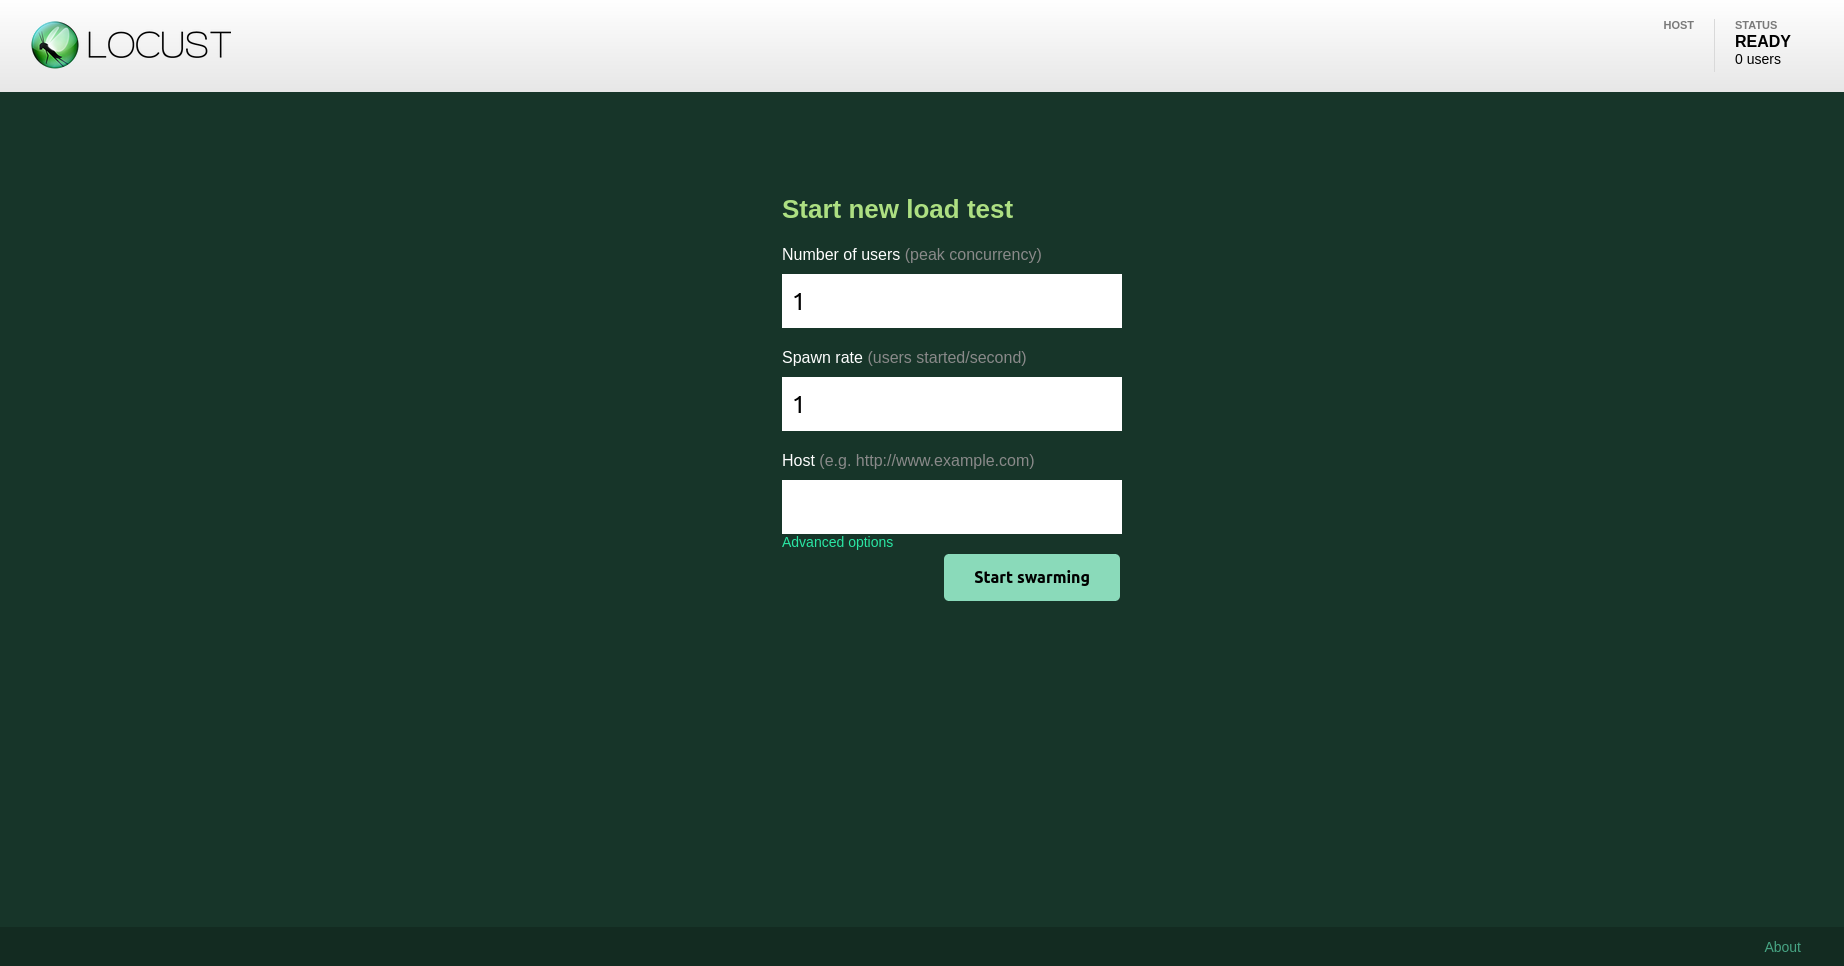 LOCUST
HOST
STATUS
READY
0 users
Start new load test
Number of users (peak concurrency)
1
Spawn rate (users started/second)
1
Host (e.g. http://www.example.com)
Advanced options
Start swarming
About